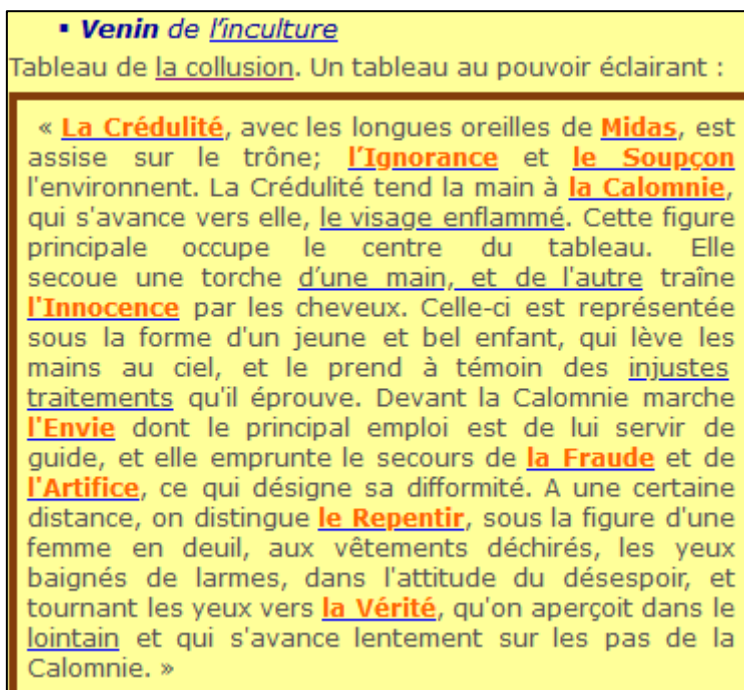 ▪ Venin de l’inculture
Tableau de la collusion. Un tableau au pouvoir éclairant :
« La Crédulité, avec les longues oreilles de Midas, est
assise sur le trône; l’Ignorance et le Soupçon
l'environnent. La Crédulité tend la main à la Calomnie,
qui s'avance vers elle, le visage enflammé. Cette figure
principale occupe le centre du tableau. Elle
secoue une torche d’une main, et de l'autre traîne
l'Innocence par les cheveux. Celle-ci est représentée
sous la forme d'un jeune et bel enfant, qui lève les
mains au ciel, et le prend à témoin des injustes
traitements qu'il éprouve. Devant la Calomnie marche
l'Envie dont le principal emploi est de lui servir de
guide, et elle emprunte le secours de la Fraude et de
l'Artifice, ce qui désigne sa difformité. A une certaine
distance, on distingue le Repentir, sous la figure d'une
femme en deuil, aux vêtements déchirés, les yeux
baignés de larmes, dans l'attitude du désespoir, et
tournant les yeux vers la Vérité, qu'on aperçoit dans le
lointain et qui s'avance lentement sur les pas de la
Calomnie. »